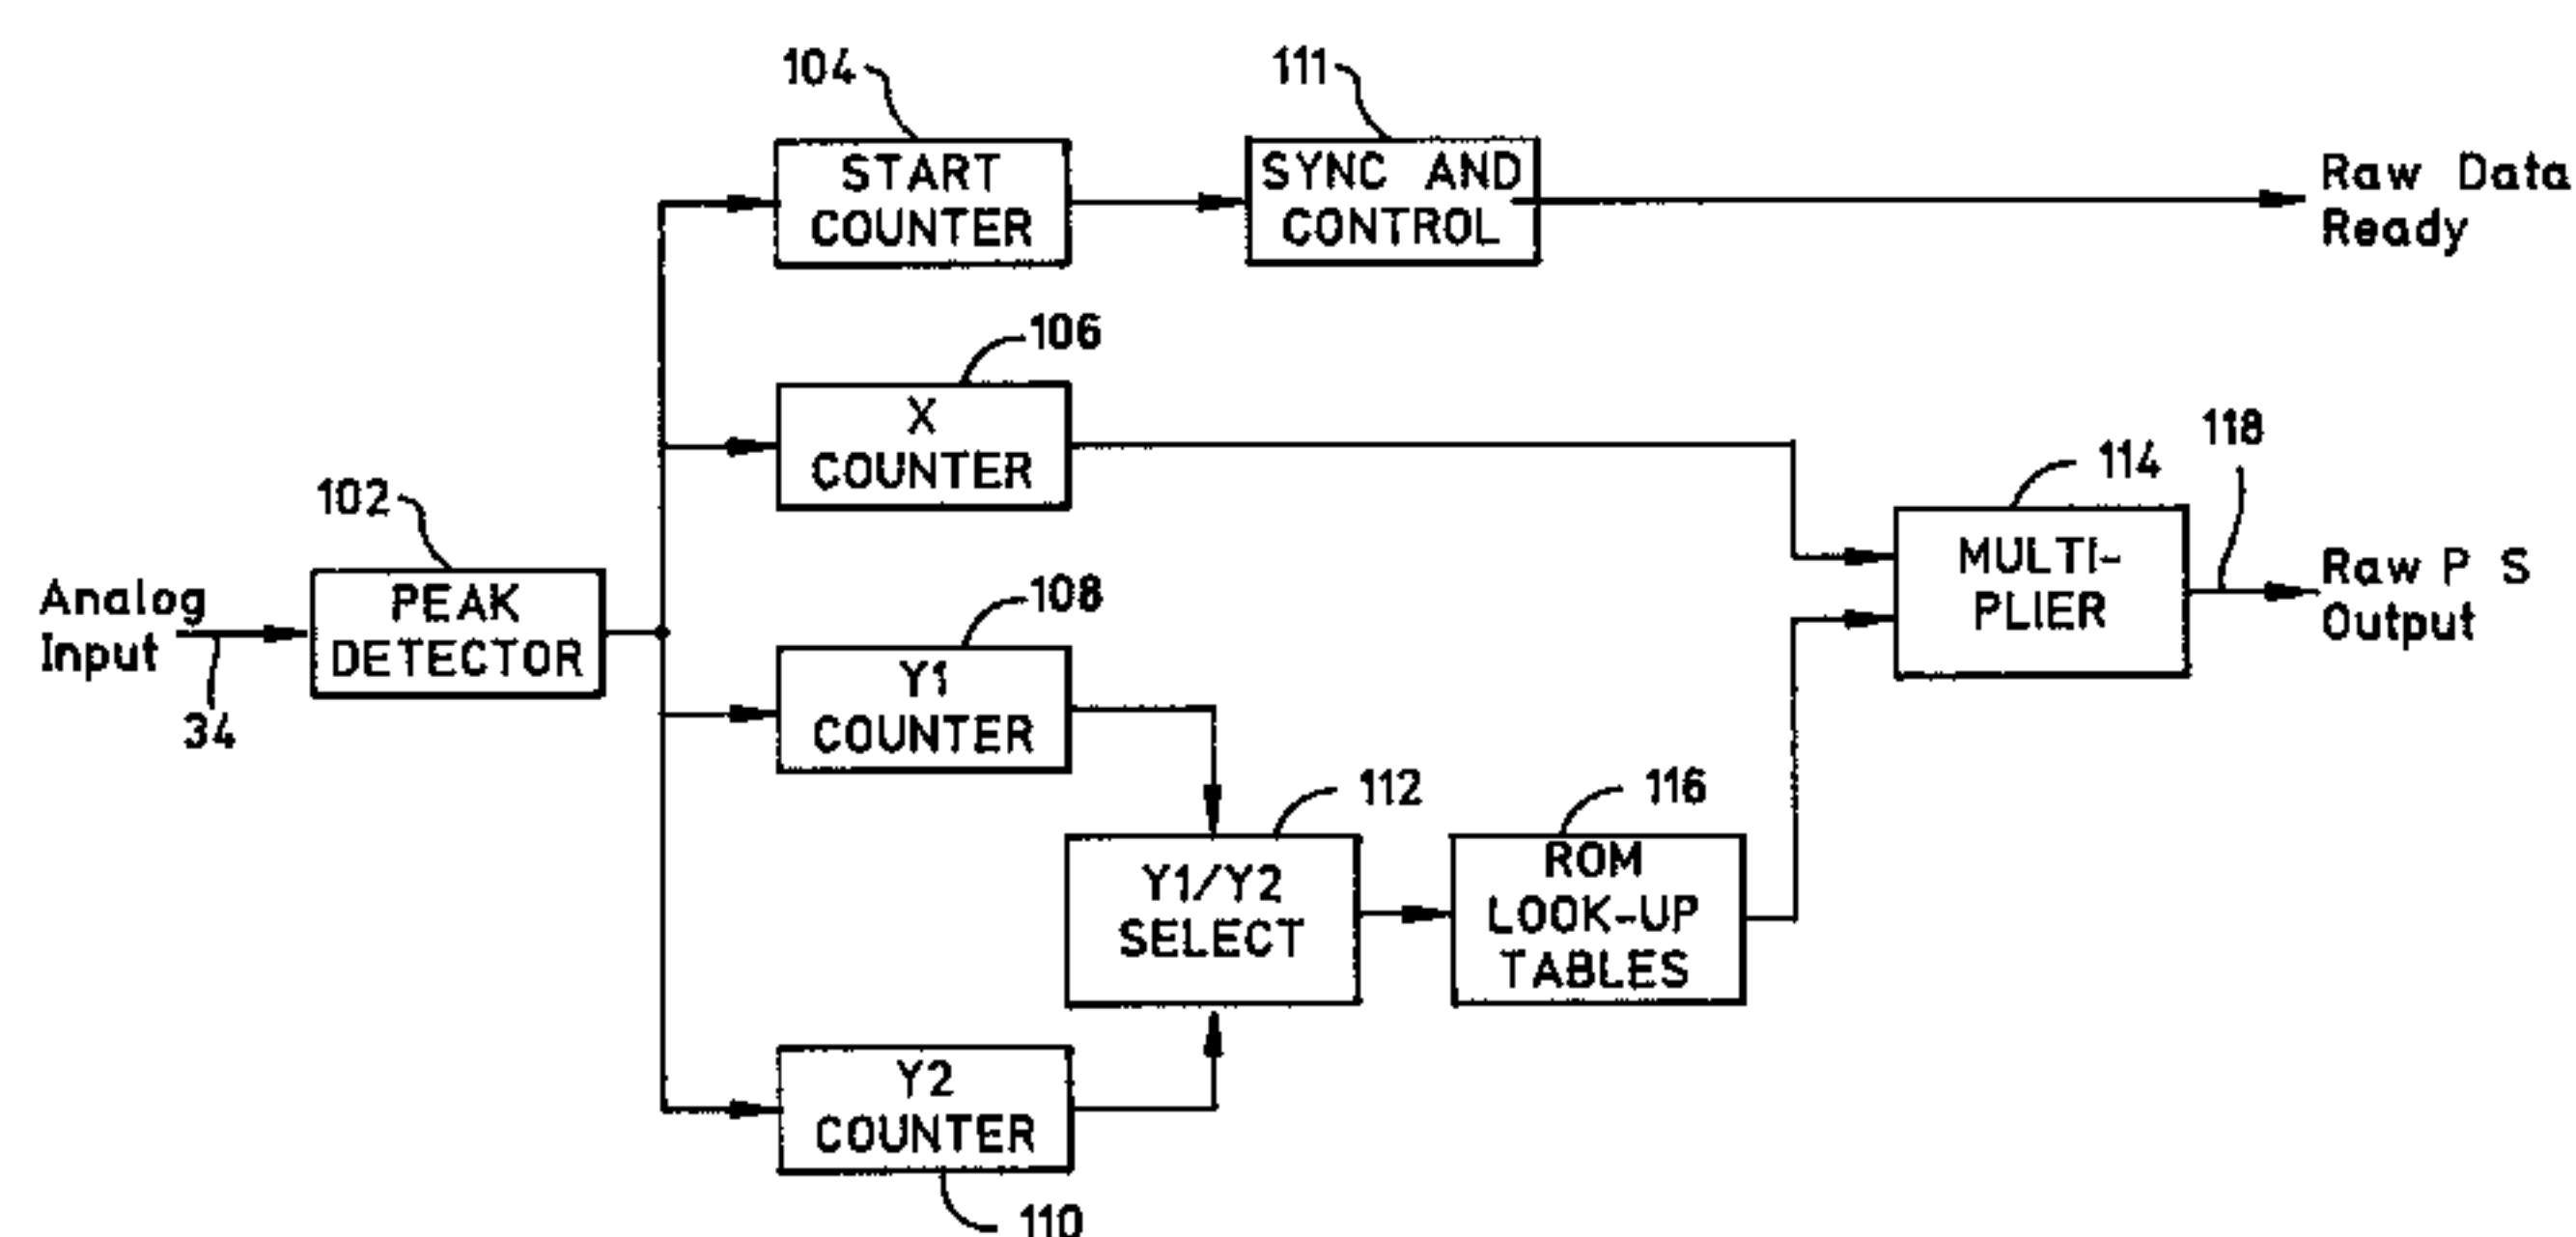 104
111
START
COUNTER
SYNC AND
CONTROL
Raw Data
Ready
106
X
COUNTER
118
114
102
MULTI-
PLIER
Raw P S
Output
Analog
Input
PEAK
DETECTOR
34
108
Y1
COUNTER
112
116
Y1/Y2
SELECT
ROM
LOOK-UP
TABLES
Y2
COUNTER
110